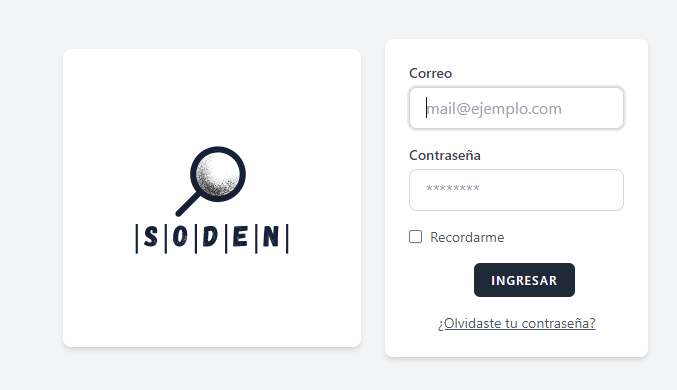 |S|O|D|E|N|
Correo
mail@ejemplo.com
Contraseña
********
Recordarme
INGRESAR
¿Olvidaste tu contraseña?